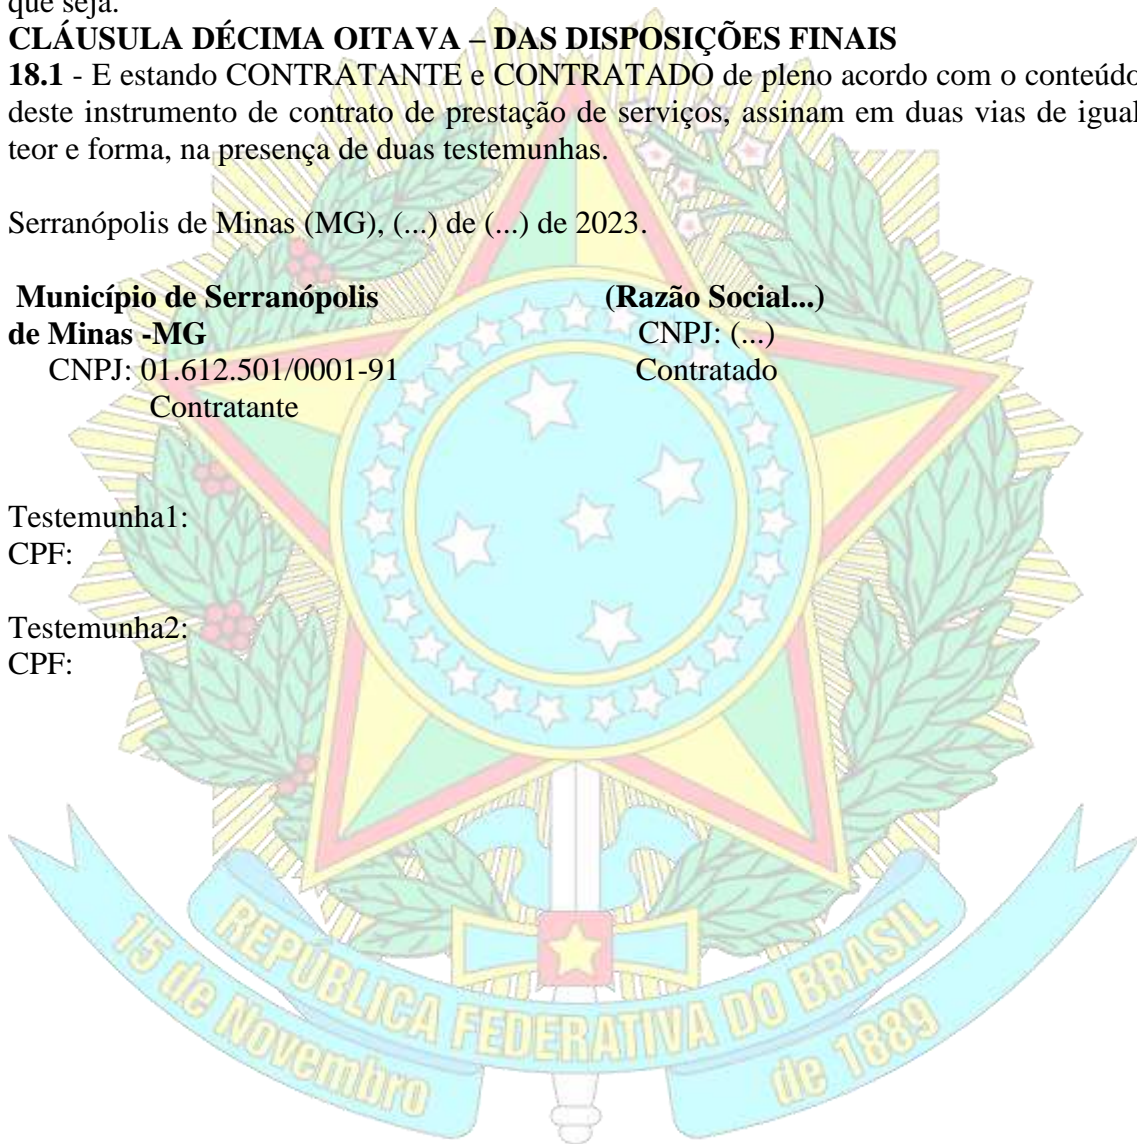 que seja.
CLÁUSULA DÉCIMA OITAVA – DAS DISPOSIÇÕES FINAIS
18.1 - E estando CONTRATANTE e CONTRATADO de pleno acordo com o conteúdo
deste instrumento de contrato de prestação de serviços, assinam em duas vias de igual
teor e forma, na presença de duas testemunhas.
Serranópolis de Minas (MG), (...) de (...) de 2023.
Município de Serranópolis
de Minas -MG
CNPJ: 01.612.501/0001-91
Contratante
(Razão Social...)
CNPJ: (...)
Contratado
Testemunha1:
CPF:
Testemunha2:
CPF:
REPÚBLICA FEDERATIVA DO BRASIL
15 de Novembro
de 1889